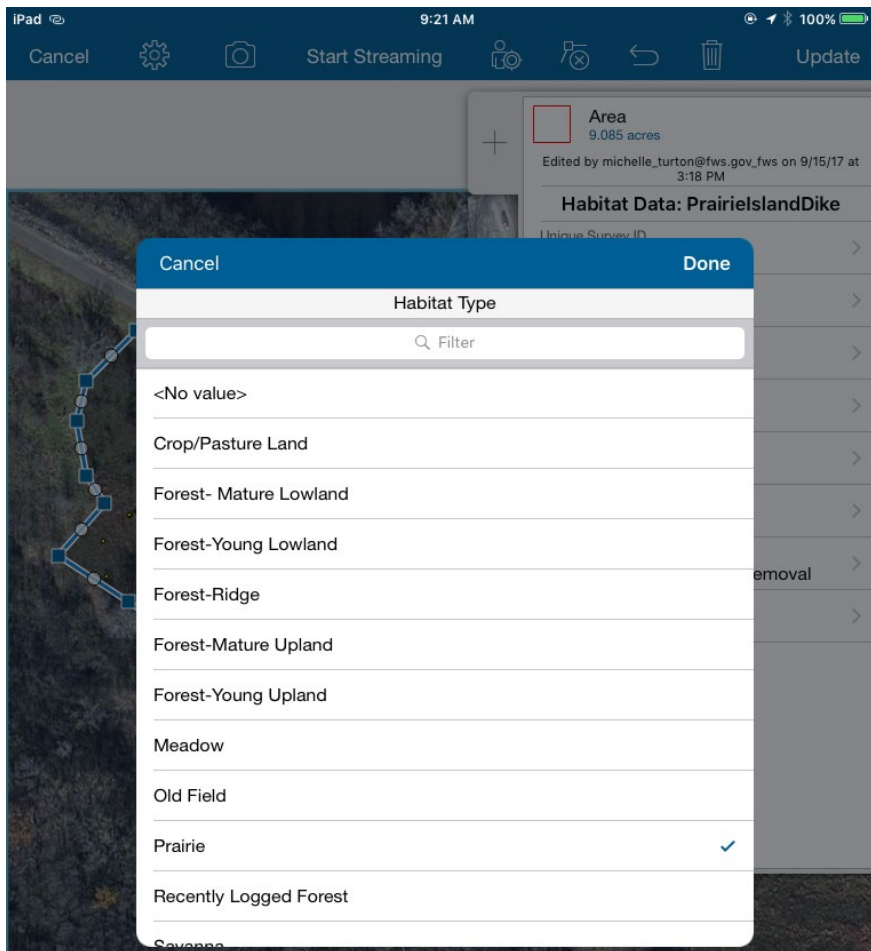 iPad 9:21 AM 100%
Cancel Start Streaming Update
Area
9.085 acres
Edited by michelle_turton@fws.gov_fws on 9/15/17 at
3:18 PM
Habitat Data: PrairieIslandDike
Unique Survey ID
Cancel Done
Habitat Type
Filter
<No value>
Crop/Pasture Land
Forest- Mature Lowland
Forest-Young Lowland
Forest-Ridge
emoval
Forest-Mature Upland
Forest-Young Upland
Meadow
Old Field
Prairie
Recently Logged Forest
Savanna